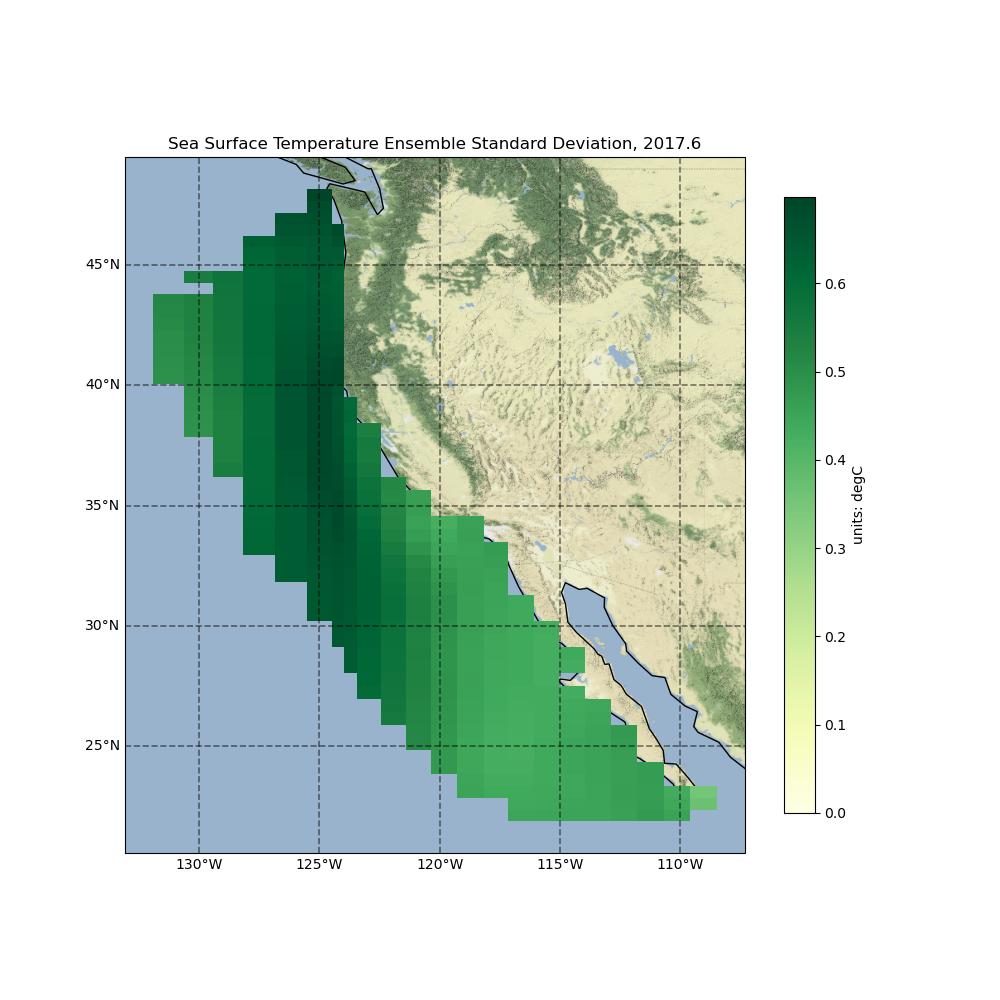 Sea Surface Temperature Ensemble Standard Deviation, 2017.6
45°N
40°N
35°N
30°N
25°N
130°W 125°W 120°W 115°W 110°W
0.6
0.5
0.4
0.3
0.2
0.1
0.0
units: degC